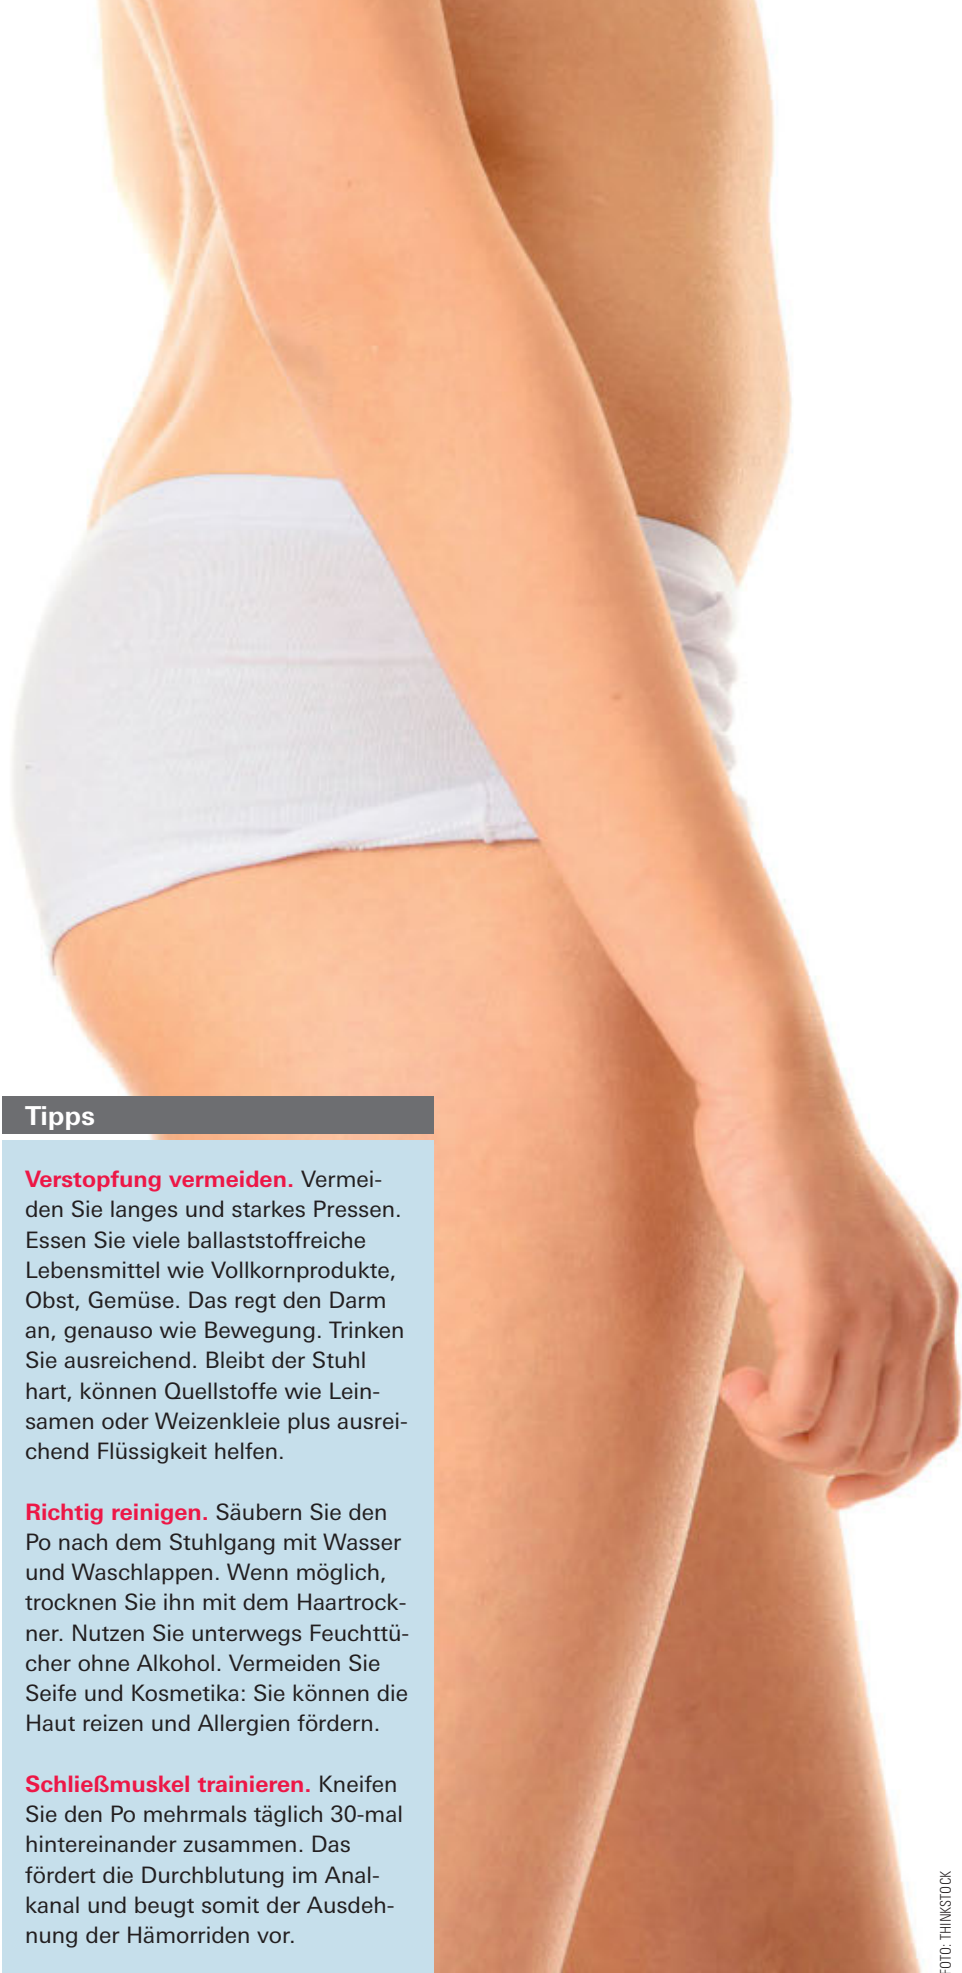 Tipps
Verstopfung vermeiden. Vermei-
den Sie langes und starkes Pressen.
Essen Sie viele ballaststoffreiche
Lebensmittel wie Vollkornprodukte,
Obst, Gemüse. Das regt den Darm
an, genauso wie Bewegung. Trinken
Sie ausreichend. Bleibt der Stuhl
hart, können Quellstoffe wie Lein-
samen oder Weizenkleie plus ausrei-
chend Flüssigkeit helfen.
Richtig reinigen. Säubern Sie den
Po nach dem Stuhlgang mit Wasser
und Waschlappen. Wenn möglich,
trocknen Sie ihn mit dem Haartrock-
ner. Nutzen Sie unterwegs Feuchttü-
cher ohne Alkohol. Vermeiden Sie
Seife und Kosmetika: Sie können die
Haut reizen und Allergien fördern.
Schließmuskel trainieren. Kneifen
Sie den Po mehrmals täglich 30-mal
hintereinander zusammen. Das
fördert die Durchblutung im Anal-
kanal und beugt somit der Ausdeh-
nung der Hämorriden vor.
FOTO: THINKSTOCK